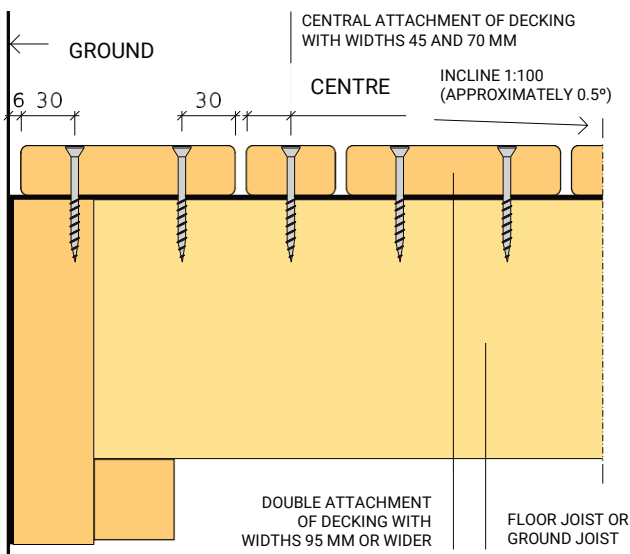 CENTRAL ATTACHMENT OF DECKING
WITH WIDTHS 45 AND 70 MM
GROUND
CENTRE
INCLINE 1:100
(APPROXIMATELY 0.5º)
6 30
30
DOUBLE ATTACHMENT
OF DECKING WITH
WIDTHS 95 MM OR WIDER
FLOOR JOIST OR
GROUND JOIST